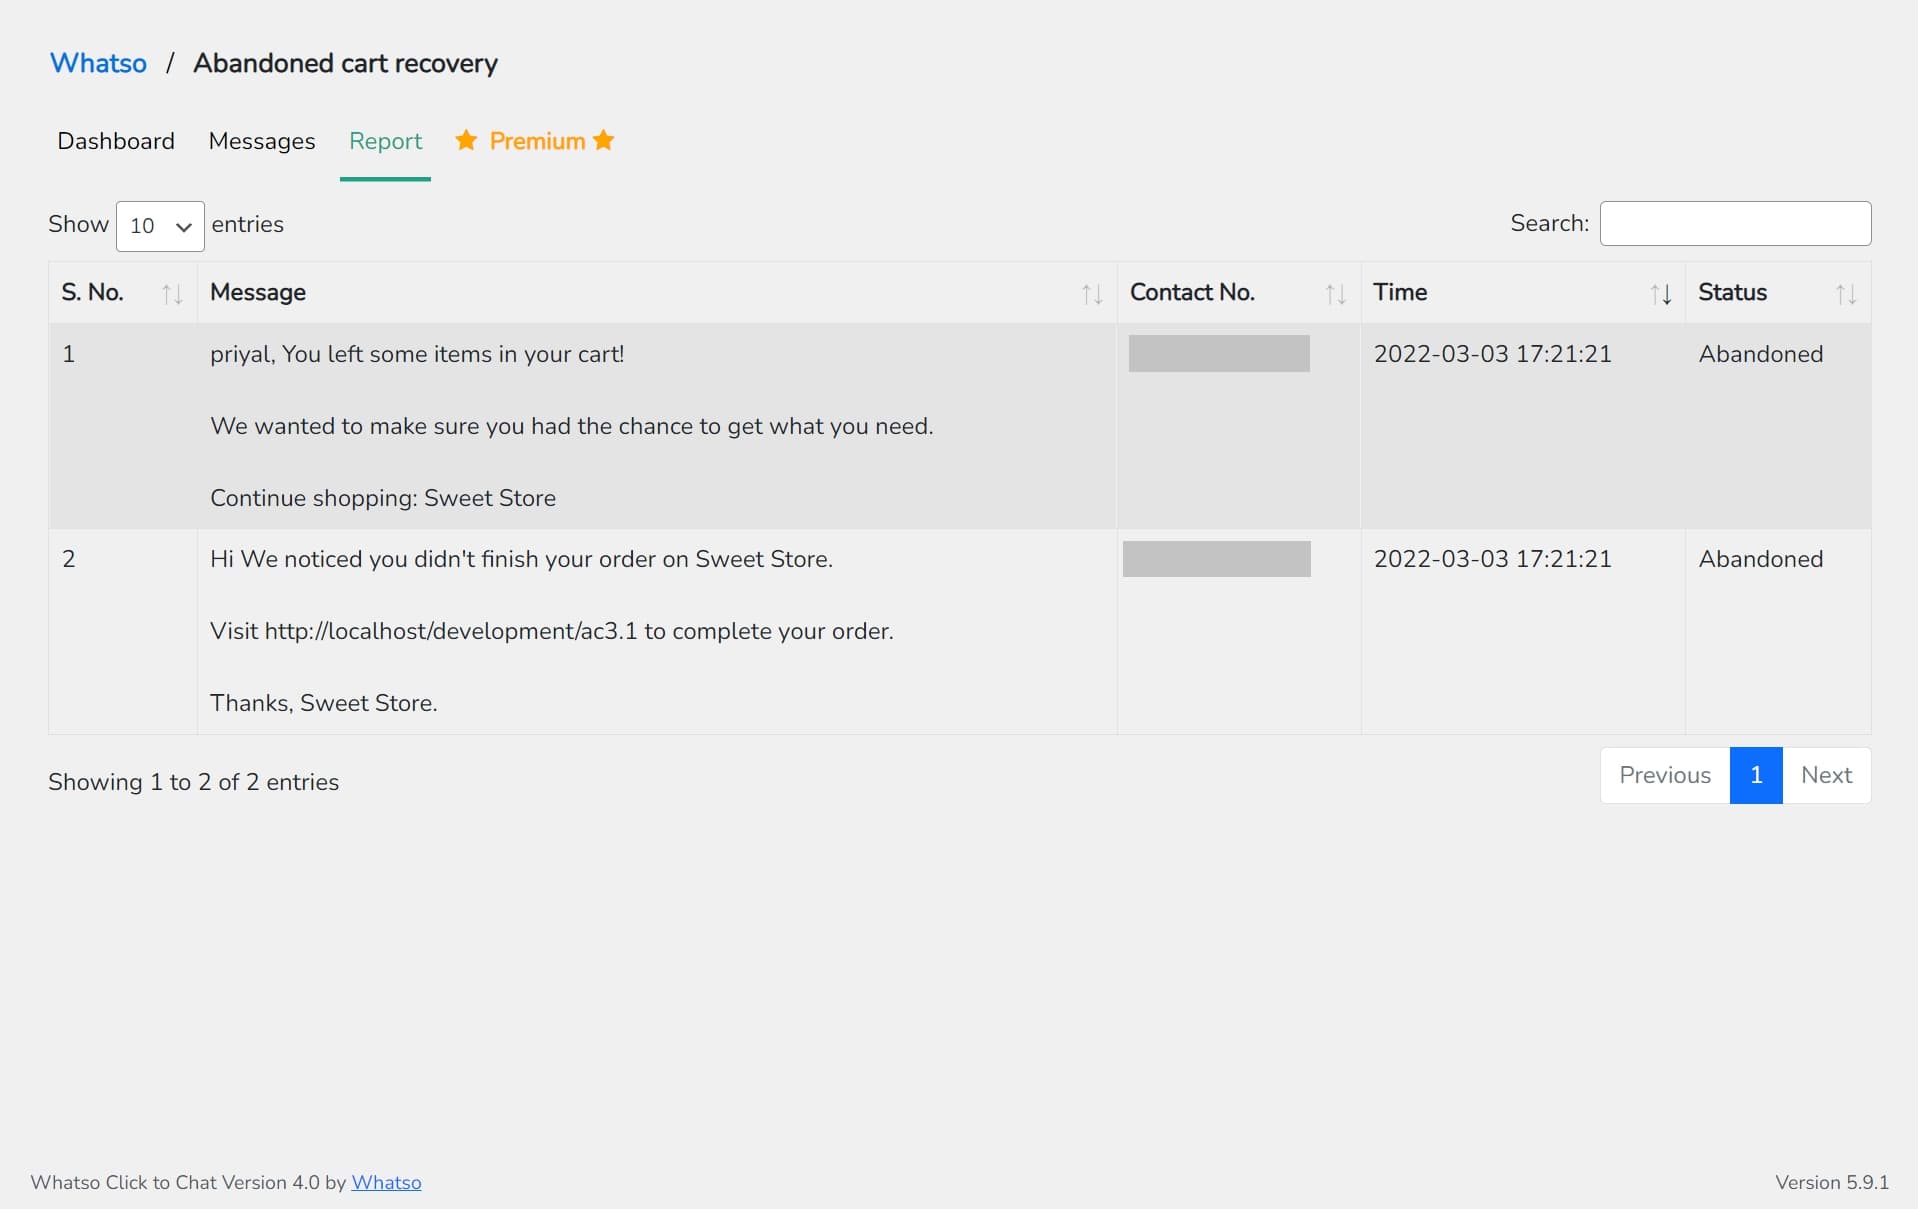 Whatso / Abandoned cart recovery
Dashboard Messages Report Premium
Show 10 entries Search:
S. No. Message Contact No. Time Status
1 priyal, You left some items in your cart! 2022-03-03 17:21:21 Abandoned
We wanted to make sure you had the chance to get what you need.
Continue shopping: Sweet Store
2 Hi We noticed you didn't finish your order on Sweet Store. 2022-03-03 17:21:21 Abandoned
Visit http://localhost/development/ac3.1 to complete your order.
Thanks, Sweet Store.
Showing 1 to 2 of 2 entries Previous 1 Next
Whatso Click to Chat Version 4.0 by Whatso Version 5.9.1